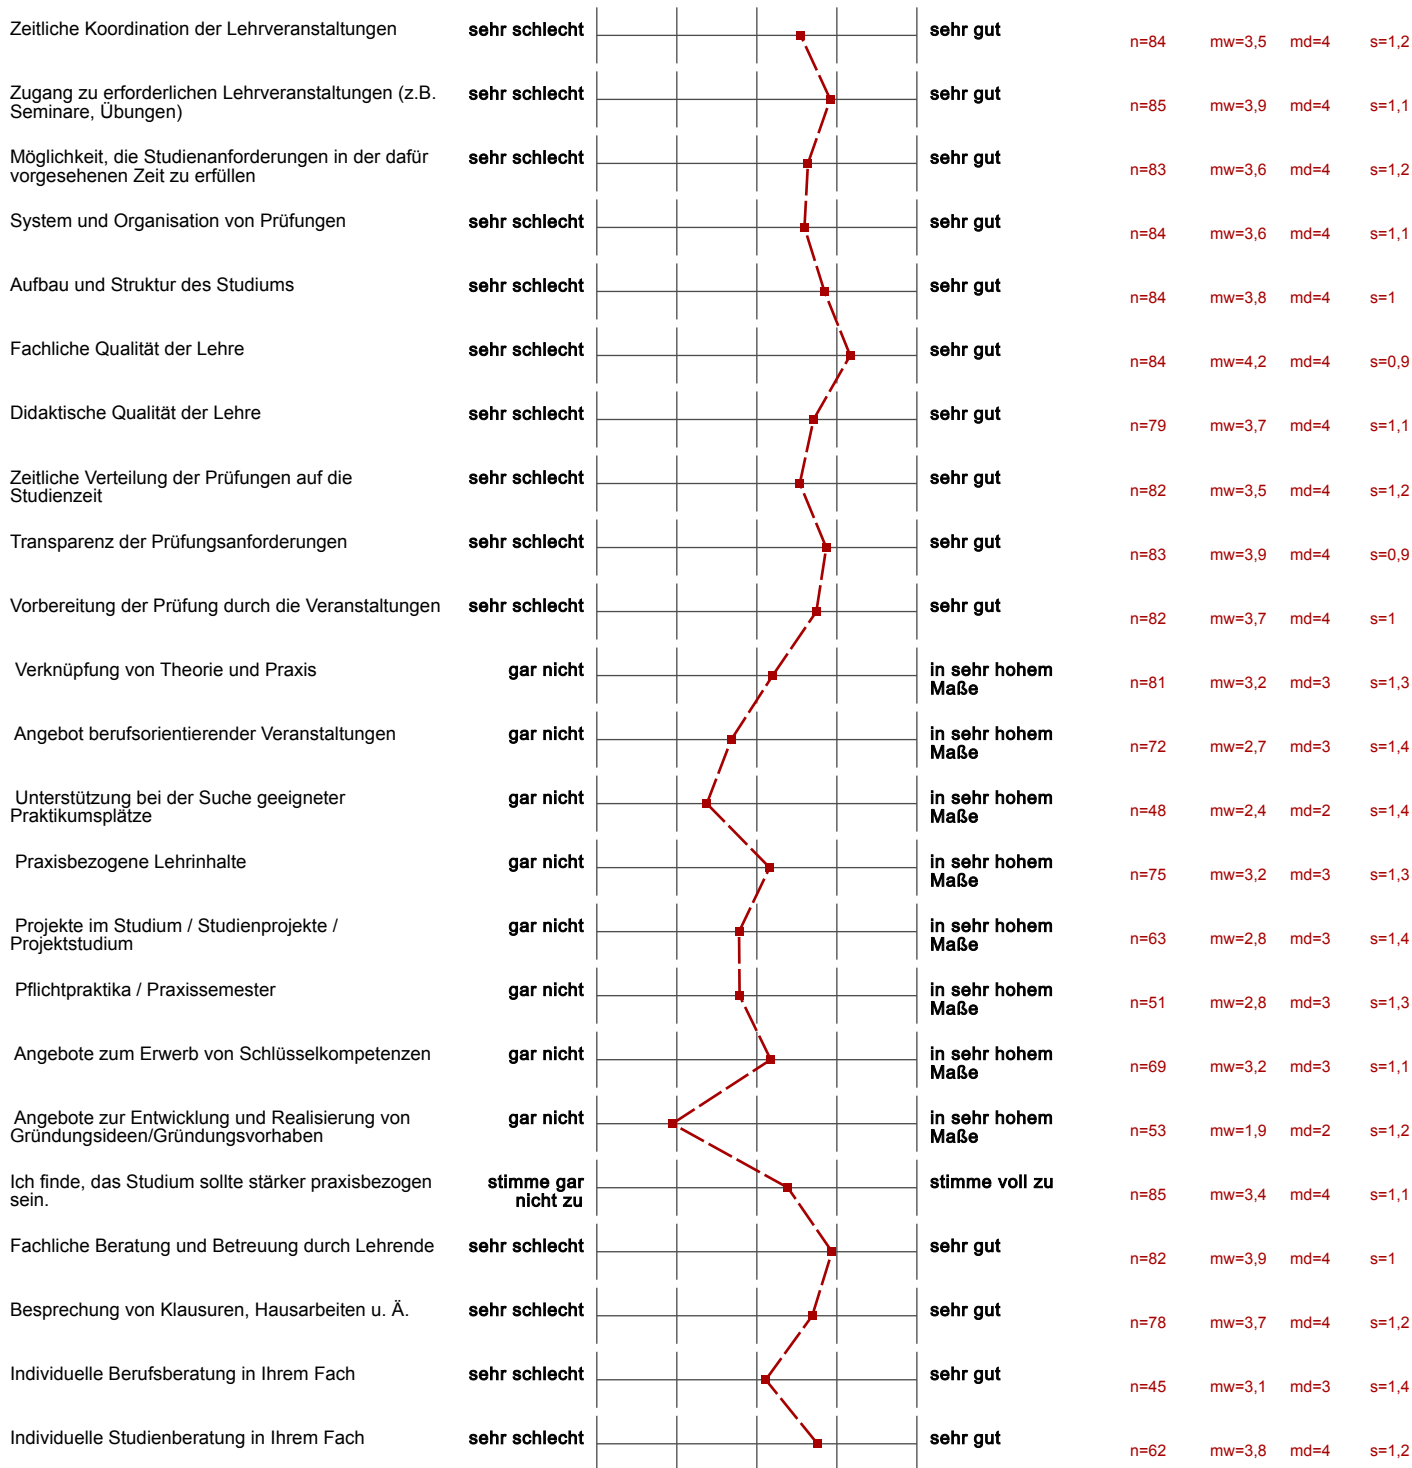 Zeitliche Koordination der Lehrveranstaltungen sehr schlecht sehr gut n=84 mw=3,5 md=4 s=1,2
Zugang zu erforderlichen Lehrveranstaltungen (z.B. sehr schlecht sehr gut
Seminare, Übungen) n=85 mw=3,9 md=4 s=1,1
Möglichkeit, die Studienanforderungen in der dafür sehr schlecht sehr gut
vorgesehenen Zeit zu erfüllen n=83 mw=3,6 md=4 s=1,2
System und Organisation von Prüfungen sehr schlecht sehr gut n=84 mw=3,6 md=4 s=1,1
Aufbau und Struktur des Studiums sehr schlecht sehr gut n=84 mw=3,8 md=4 s=1
Fachliche Qualität der Lehre sehr schlecht sehr gut n=84 mw=4,2 md=4 s=0,9
Didaktische Qualität der Lehre sehr schlecht sehr gut n=79 mw=3,7 md=4 s=1,1
Zeitliche Verteilung der Prüfungen auf die sehr schlecht sehr gut
Studienzeit n=82 mw=3,5 md=4 s=1,2
Transparenz der Prüfungsanforderungen sehr schlecht sehr gut n=83 mw=3,9 md=4 s=0,9
Vorbereitung der Prüfung durch die Veranstaltungen sehr schlecht sehr gut n=82 mw=3,7 md=4 s=1
Verknüpfung von Theorie und Praxis gar nicht in sehr hohem
Maße n=81 mw=3,2 md=3 s=1,3
Angebot berufsorientierender Veranstaltungen gar nicht in sehr hohem
Maße n=72 mw=2,7 md=3 s=1,4
Unterstützung bei der Suche geeigneter gar nicht in sehr hohem
Praktikumsplätze Maße n=48 mw=2,4 md=2 s=1,4
Praxisbezogene Lehrinhalte gar nicht in sehr hohem
Maße n=75 mw=3,2 md=3 s=1,3
Projekte im Studium / Studienprojekte / gar nicht in sehr hohem
Projektstudium Maße n=63 mw=2,8 md=3 s=1,4
Pflichtpraktika / Praxissemester gar nicht in sehr hohem
Maße n=51 mw=2,8 md=3 s=1,3
Angebote zum Erwerb von Schlüsselkompetenzen gar nicht in sehr hohem
Maße n=69 mw=3,2 md=3 s=1,1
Angebote zur Entwicklung und Realisierung von gar nicht in sehr hohem
Gründungsideen/Gründungsvorhaben Maße n=53 mw=1,9 md=2 s=1,2
Ich finde, das Studium sollte stärker praxisbezogen stimme gar stimme voll zu
sein. nicht zu n=85 mw=3,4 md=4 s=1,1
Fachliche Beratung und Betreuung durch Lehrende sehr schlecht sehr gut n=82 mw=3,9 md=4 s=1
Besprechung von Klausuren, Hausarbeiten u. Ä. sehr schlecht sehr gut n=78 mw=3,7 md=4 s=1,2
Individuelle Berufsberatung in Ihrem Fach sehr schlecht sehr gut n=45 mw=3,1 md=3 s=1,4
Individuelle Studienberatung in Ihrem Fach sehr schlecht sehr gut n=62 mw=3,8 md=4 s=1,2